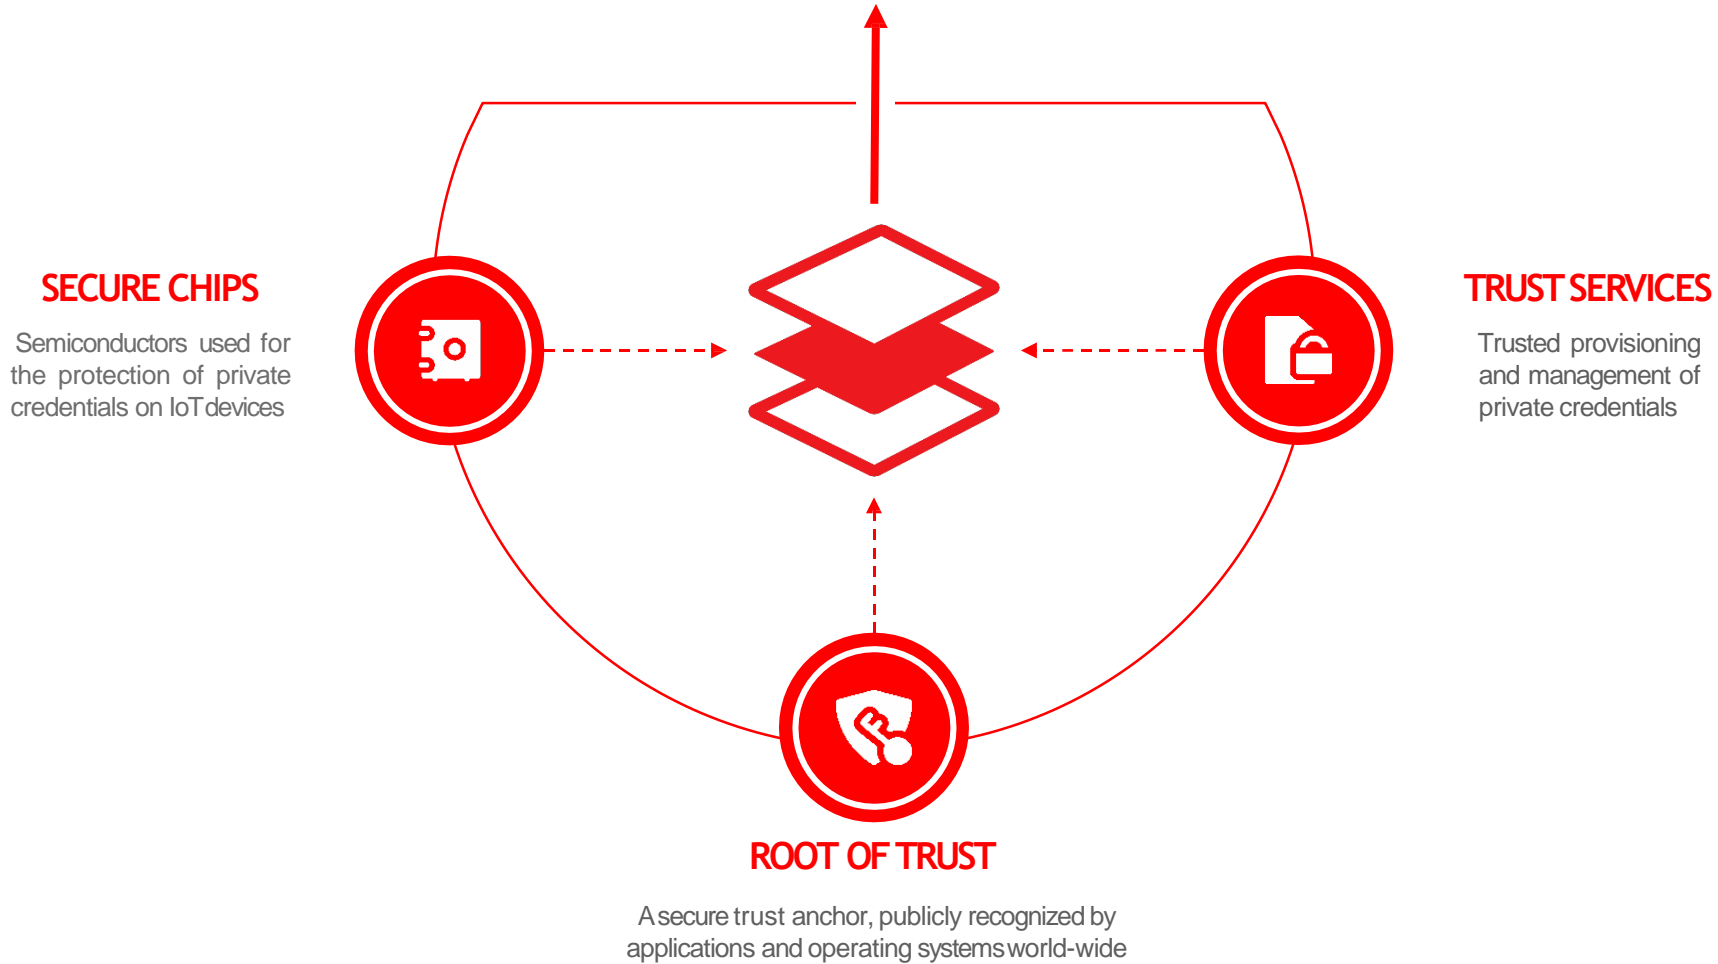 SECURE CHIPS
Semiconductors used for
the protection of private
credentials on IoT devices
TRUST SERVICES
Trusted provisioning
and management of
private credentials
ROOT OF TRUST
A secure trust anchor, publicly recognized by
applications and operating systems world-wide